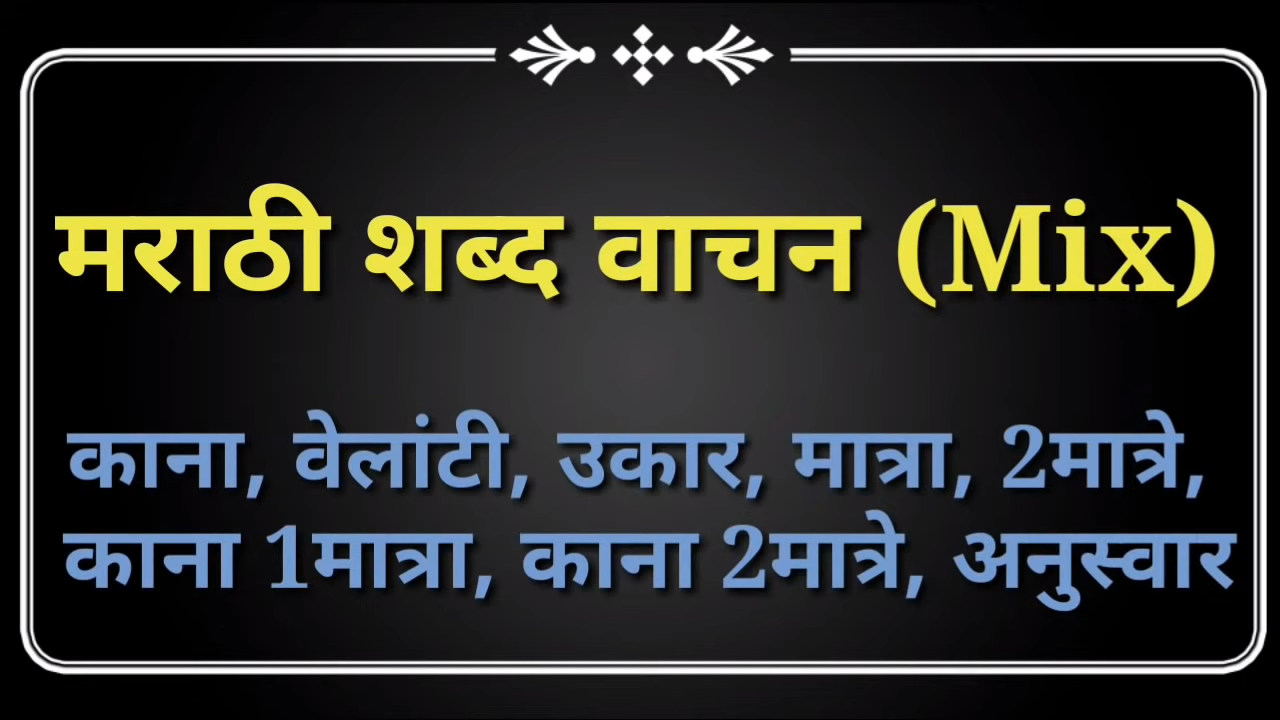 मराठी शब्द वाचन (Mix)
काना, वेलांटी, उकार, मात्रा, 2मात्रे,
काना 1मात्रा, काना 2मात्रे, अनुस्वार